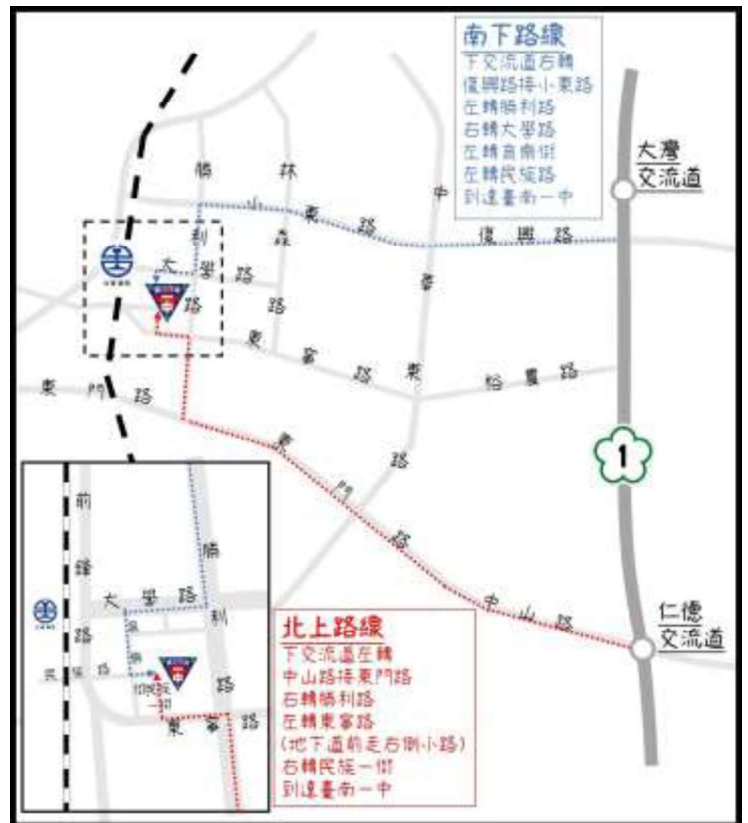 南下路線
下交流道右轉
復興路接小東路
左轉勝利路
右轉大學路
左轉育樂街
左轉民族路
到達臺南一中
大灣
交流道
勝利路
林森路
小東路
復興路
中華東路
大學路
一中
東寧路
裕農路
東門路
東門路
1
中山路
仁德
交流道
前鋒路
勝利路
大學路
一中
東寧路
北上路線
下交流道左轉
中山路接東門路
右轉勝利路
左轉東寧路
(地下道前走右側小路)
右轉民族一街
到達臺南一中